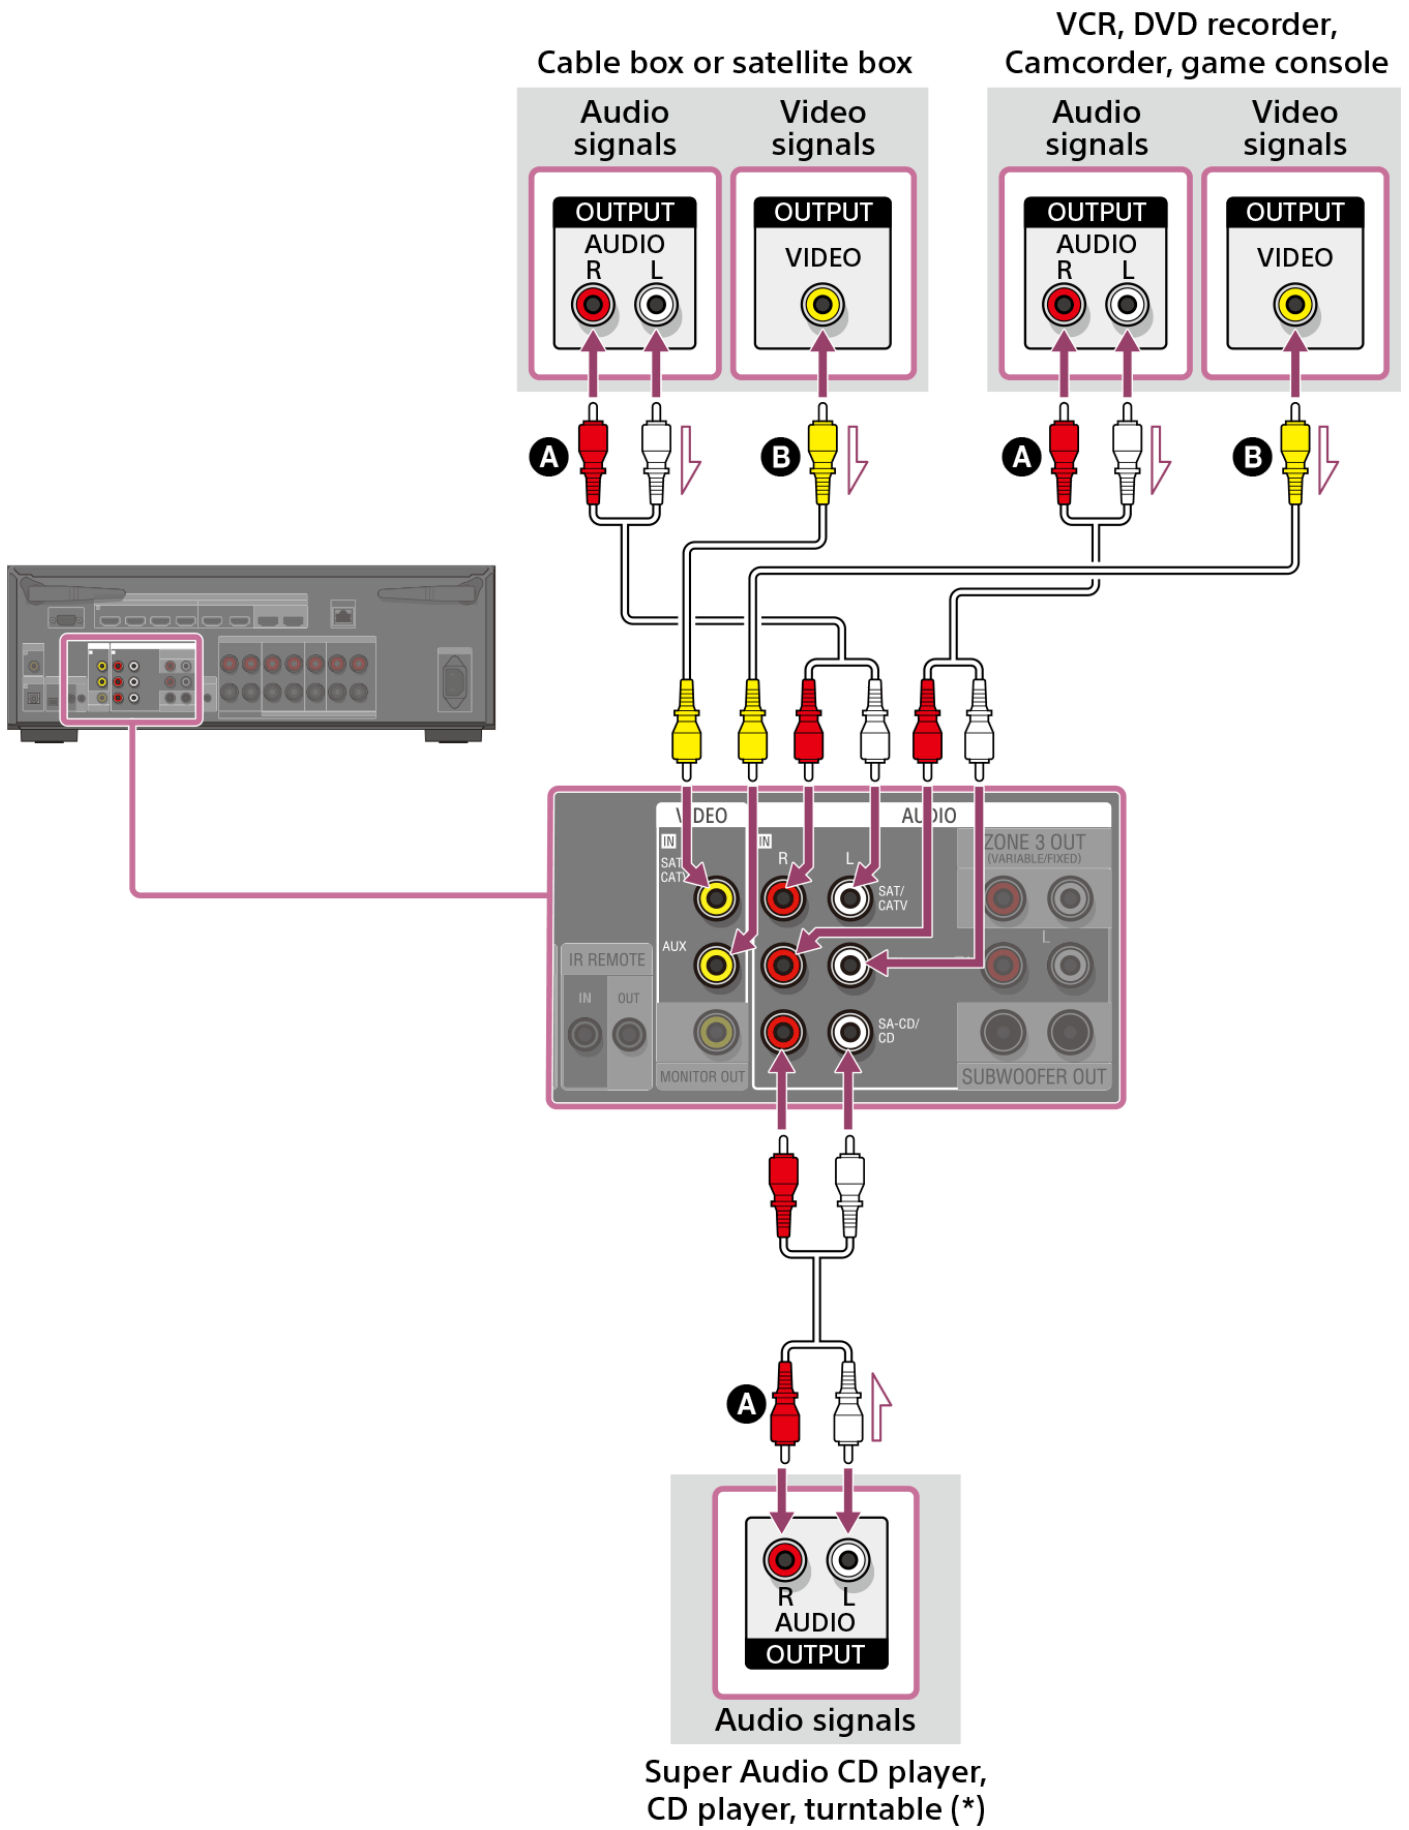 VCR, DVD recorder,
Cable box or satellite box
Camcorder, game console
Audio signals
Video signals
Audio signals
Video signals
OUTPUT
AUDIO
R L
OUTPUT
VIDEO
OUTPUT
AUDIO
R L
OUTPUT
VIDEO
A
B
A
B
VIDEO
AUDIO
IN
IN
R L
ZONE 3 OUT
(VARIABLE/FIXED)
SAT/
CATV
AUX
L
IR REMOTE
IN OUT
SA-CD/
CD
MONITOR OUT
SUBWOOFER OUT
A
R L
AUDIO
OUTPUT
Audio signals
Super Audio CD player,
CD player, turntable (*)